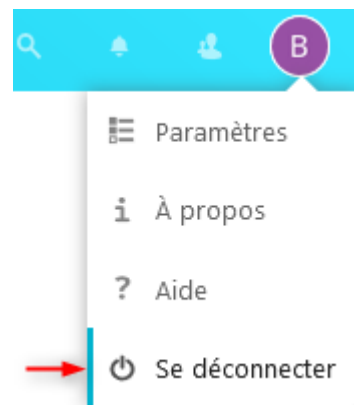 B
Paramètres
À propos
Aide
Se déconnecter